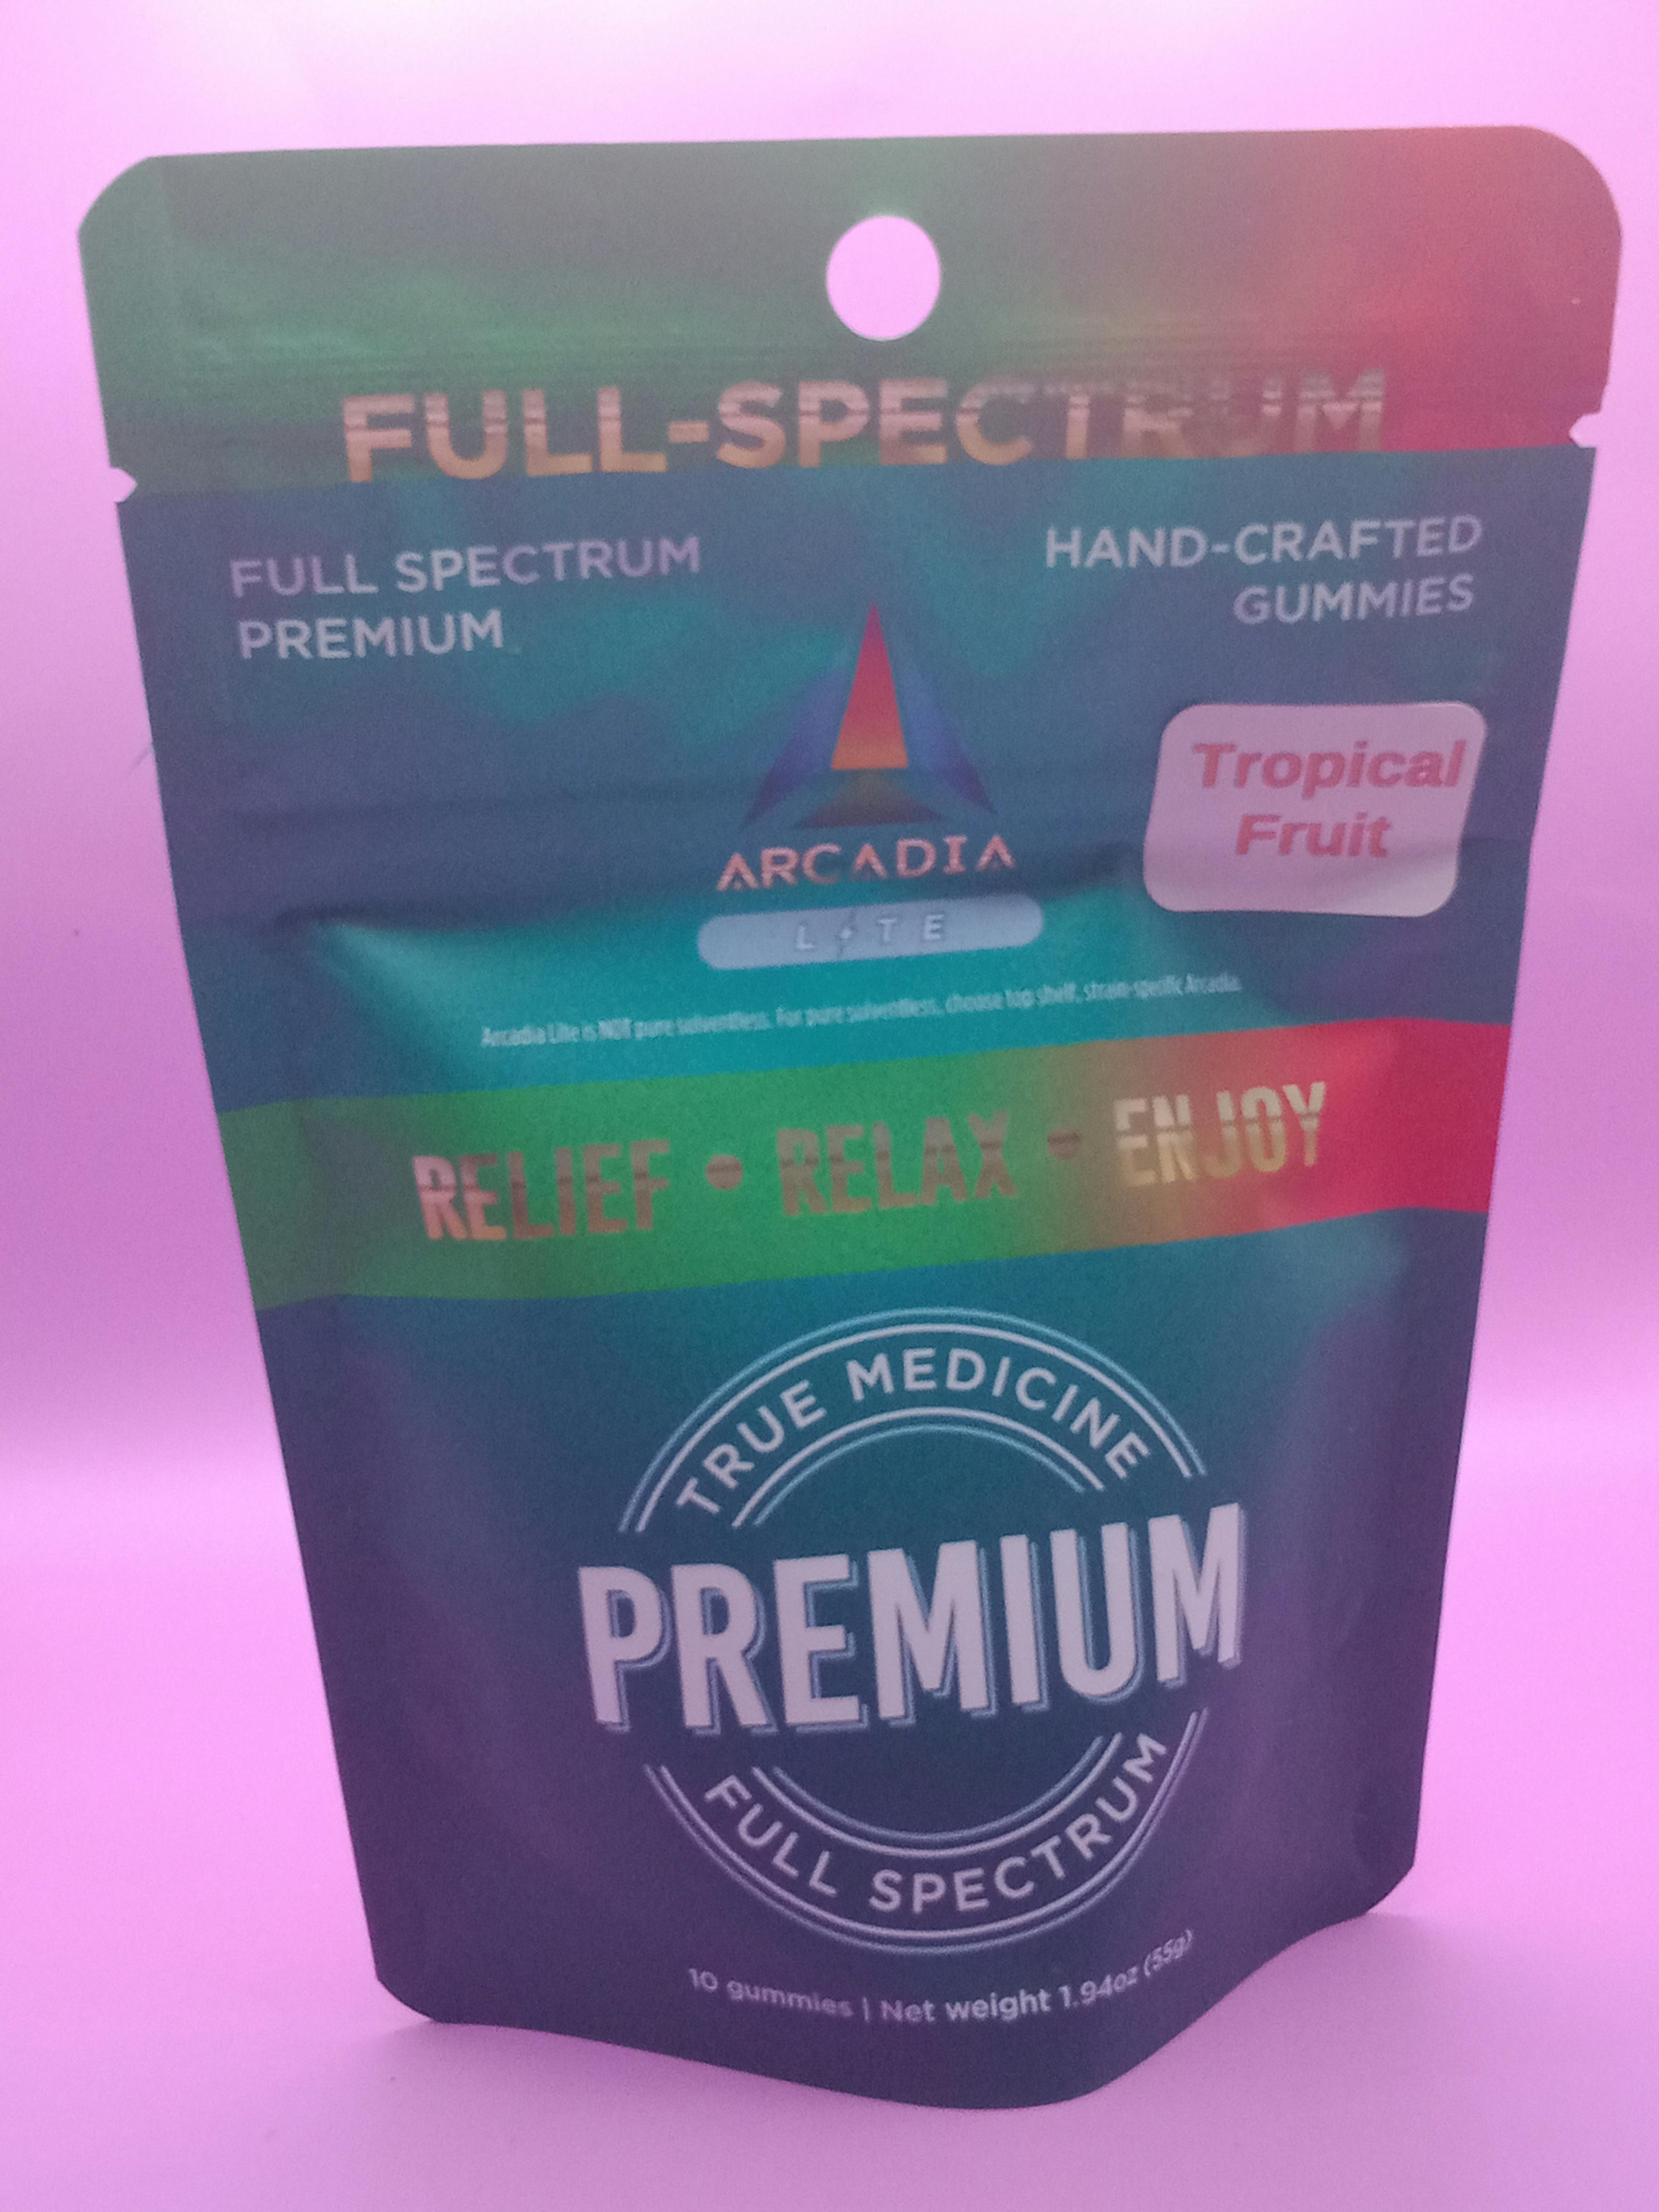 FULL-SPECTRUM
FULL SPECTRUM
PREMIUM
HAND-CRAFTED
GUMMIES
Tropical
Fruit
ARCADIA
LITE
Arcadia Lite is NOT pure solventless. For pure solventless, choose top shelf, strain-specific Arcadia.
RELIEF • RELAX • ENJOY
TRUE MEDICINE
PREMIUM
FULL SPECTRUM
10 gummies | Net weight 1.94oz (55g)